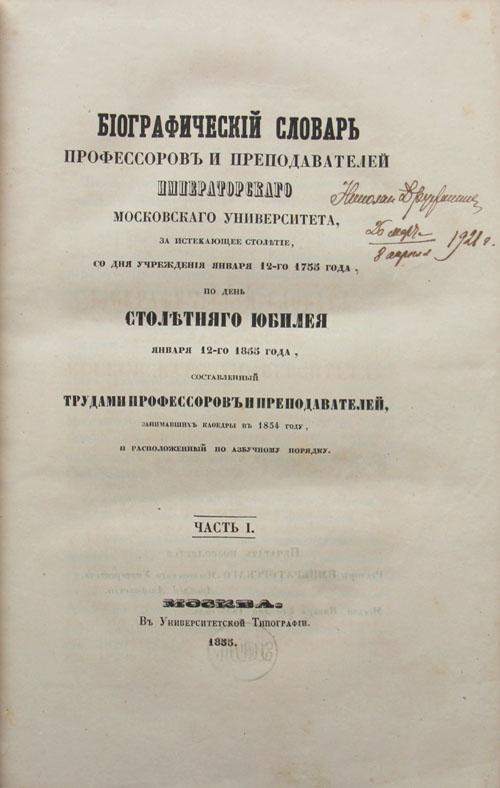 БІОГРАФИЧЕСКІЙ СЛОВАРЬ
ПРОФЕССОРОВЪ И ПРЕПОДАВАТЕЛЕЙ
ИМПЕРАТОРСКАГО
МОСКОВСКАГО УНИВЕРСИТЕТА,
ЗА ИСТЕКАЮЩЕЕ СТОЛѢТІЕ,
СО ДНЯ УЧРЕЖДЕНІЯ ЯНВАРЯ 12-ГО 1755 ГОДА,
ПО ДЕНЬ
СТОЛѢТНЯГО ЮБИЛЕЯ
ЯНВАРЯ 12-ГО 1855 ГОДА,
СОСТАВЛЕННЫЙ
ТРУДАМИ ПРОФЕССОРОВЪ И ПРЕПОДАВАТЕЛЕЙ,
ЗАНИМАВШИХЪ КАѲЕДРЫ ВЪ 1854 ГОДУ,
И РАСПОЛОЖЕННЫЙ ПО АЗБУЧНОМУ ПОРЯДКУ.
Николай Дружинин
26 марта
8 апреля 1921 г.
ЧАСТЬ I.
МОСКВА.
Въ Университетской Типографіи.
1855.